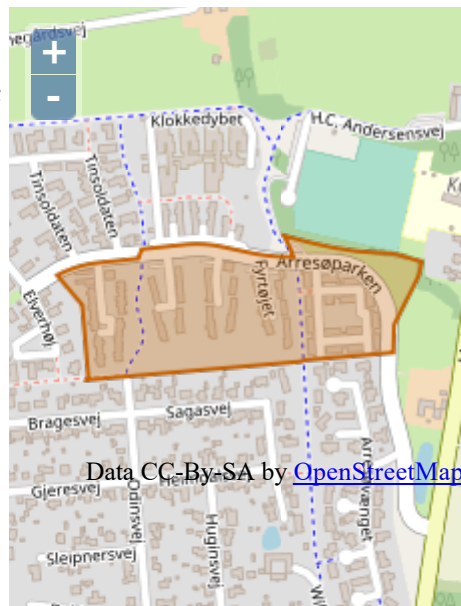 negårdsvej
+
-
Klokkedybet
H.C. Andersensvej
Tinsoldaten
Tinsoldaten
Elverhøj
Fyrtøjet
Arresøparken
Sagasvej
Bragesvej
Data CC-By-SA by OpenStreetMap
Gjeresvej
Odinsvej
Huginsvej
Sleipnersvej